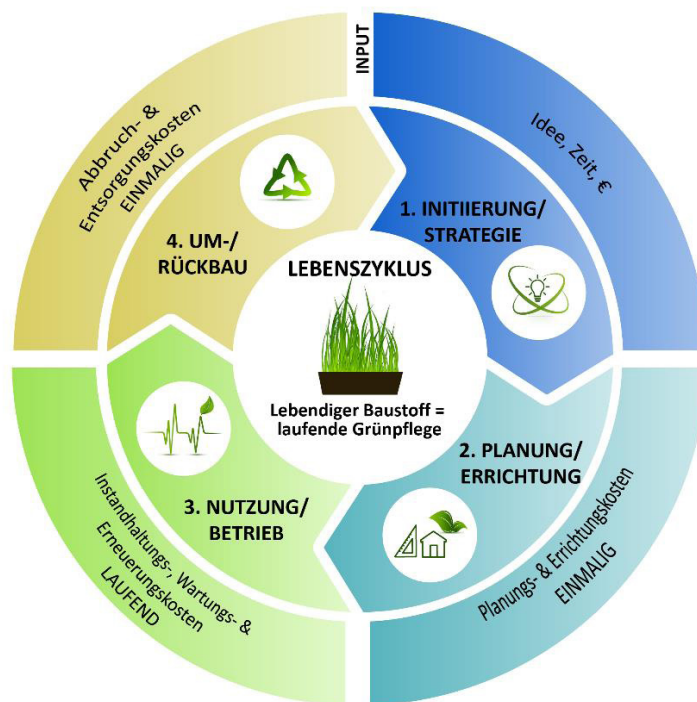 INPUT
Idee, Zeit, €
1. INITIIERUNG/
STRATEGIE
2. PLANUNG/
ERRICHTUNG
Planungs- & Errichtungskosten
EINMALIG
3. NUTZUNG/
BETRIEB
Instandhaltungs-, Wartungs- &
Erneuerungskosten
LAUFEND
4. UM-/
RÜCKBAU
Abbruch- &
Entsorgungskosten
EINMALIG
LEBENSZYKLUS
Lebendiger Baustoff =
laufende Grünpflege